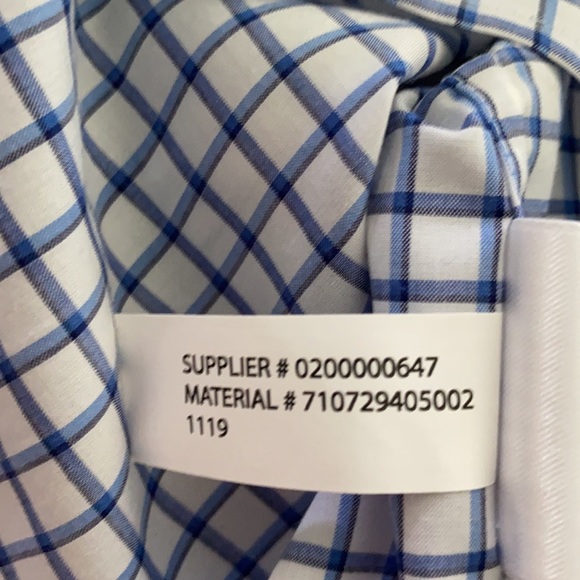 SUPPLIER # 0200000647
MATERIAL # 710729405002
1119